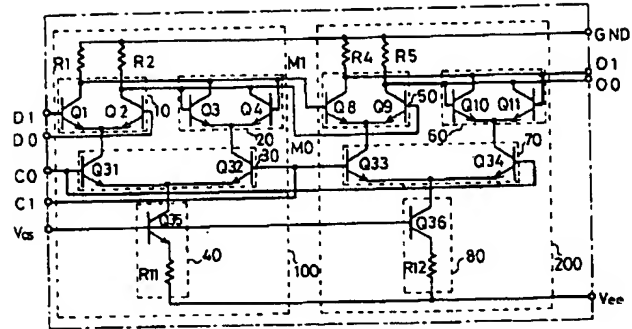 GND
R1 R2 M1 R4 R5 O1
O0
D1 Q1 Q2 10 Q3 Q4 Q8 Q9 50 Q10 Q11
D0 20 60
C0 Q31 Q32 30 M0 Q33 Q34 70
C1
Vcs Q35 Q36
R11 40 100 R12 80 200
Vee